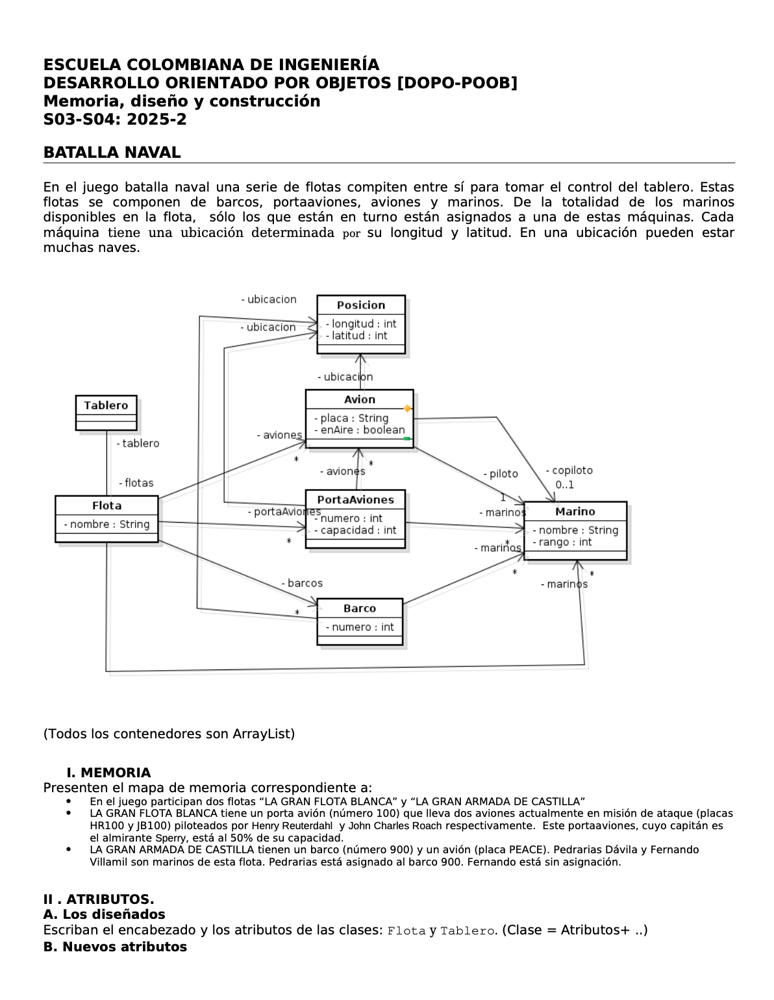 ESCUELA COLOMBIANA DE INGENIERÍA
DESARROLLO ORIENTADO POR OBJETOS [DOPO-POOB]
Memoria, diseño y construcción
S03-S04: 2025-2
BATALLA NAVAL
En el juego batalla naval una serie de flotas compiten entre sí para tomar el control del tablero. Estas
flotas se componen de barcos, portaaviones, aviones y marinos. De la totalidad de los marinos
disponibles en la flota, sólo los que están en turno están asignados a una de estas máquinas. Cada
máquina tiene una ubicación determinada por su longitud y latitud. En una ubicación pueden estar
muchas naves.
- ubicacion
Posicion
- longitud : int
- latitud : int
- ubicacion
- ubicacion
Avion
- placa : String
- enAire : boolean
Tablero
- tablero
- aviones
*
- aviones
*
- piloto
1
- copiloto
0..1
- flotas
Flota
- nombre : String
- portaAviones
*
PortaAviones
- numero : int
- capacidad : int
- marinos
*
Marino
- nombre : String
- rango : int
- marinos
*
- marinos
*
- barcos
*
Barco
- numero : int
(Todos los contenedores son ArrayList)
I. MEMORIA
Presenten el mapa de memoria correspondiente a:
• En el juego participan dos flotas “LA GRAN FLOTA BLANCA” y “LA GRAN ARMADA DE CASTILLA”
• LA GRAN FLOTA BLANCA tiene un porta avión (número 100) que lleva dos aviones actualmente en misión de ataque (placas
HR100 y JB100) piloteados por Henry Reuterdahl y John Charles Roach respectivamente. Este portaaviones, cuyo capitán es
el almirante Sperry, está al 50% de su capacidad.
• LA GRAN ARMADA DE CASTILLA tienen un barco (número 900) y un avión (placa PEACE). Pedrarias Dávila y Fernando
Villamil son marinos de esta flota. Pedrarias está asignado al barco 900. Fernando está sin asignación.
II . ATRIBUTOS.
A. Los diseñados
Escriban el encabezado y los atributos de las clases: Flota y Tablero. (Clase = Atributos+ ..)
B. Nuevos atributos